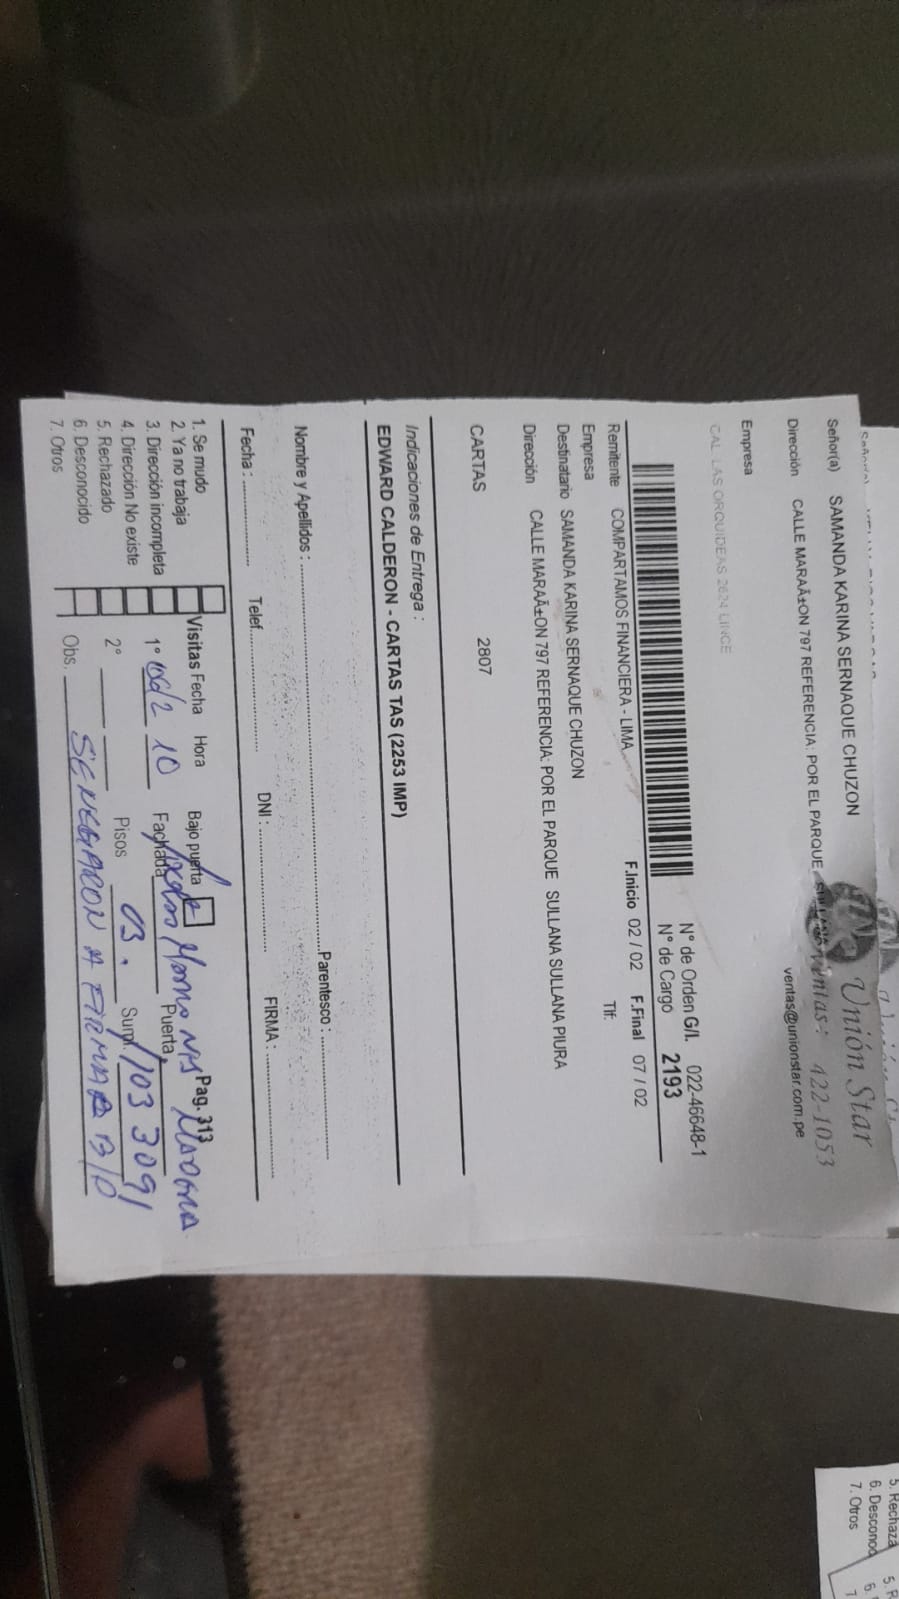 Unión Star
ventas: 422-1053
ventas@unionstar.com.pe
Señor(a) SAMANDA KARINA SERNAQUE CHUZON
Dirección CALLE MARAÃ±ON 797 REFERENCIA: POR EL PARQUE SULLANA
Empresa
CAL LAS ORQUIDEAS 2624 LINCE
N° de Orden G/I. 022-46648-1
N° de Cargo 2193
F.Inicio 02 / 02 F.Final 07 / 02
Remitente COMPARTAMOS FINANCIERA - LIMA
Tlf.
Empresa
Destinatario SAMANDA KARINA SERNAQUE CHUZON
Dirección CALLE MARAÃ±ON 797 REFERENCIA: POR EL PARQUE SULLANA SULLANA PIURA
CARTAS 2807
Indicaciones de Entrega :
EDWARD CALDERON - CARTAS TAS (2253 IMP)
Nombre y Apellidos : Parentesco :
Fecha : Telef. DNI : FIRMA :
Pag. 313
1. Se mudo
2. Ya no trabaja
3. Dirección incompleta
4. Dirección No existe
5. Rechazado
6. Desconocido
7. Otros
Visitas Fecha Hora Bajo puerta
1° 10 Fachada Puerta
2° Pisos 03. Sum. 1033091
Obs. SE NEGARON A FIRMAR
5. Rechaza
6. Desconoc
7. Otros